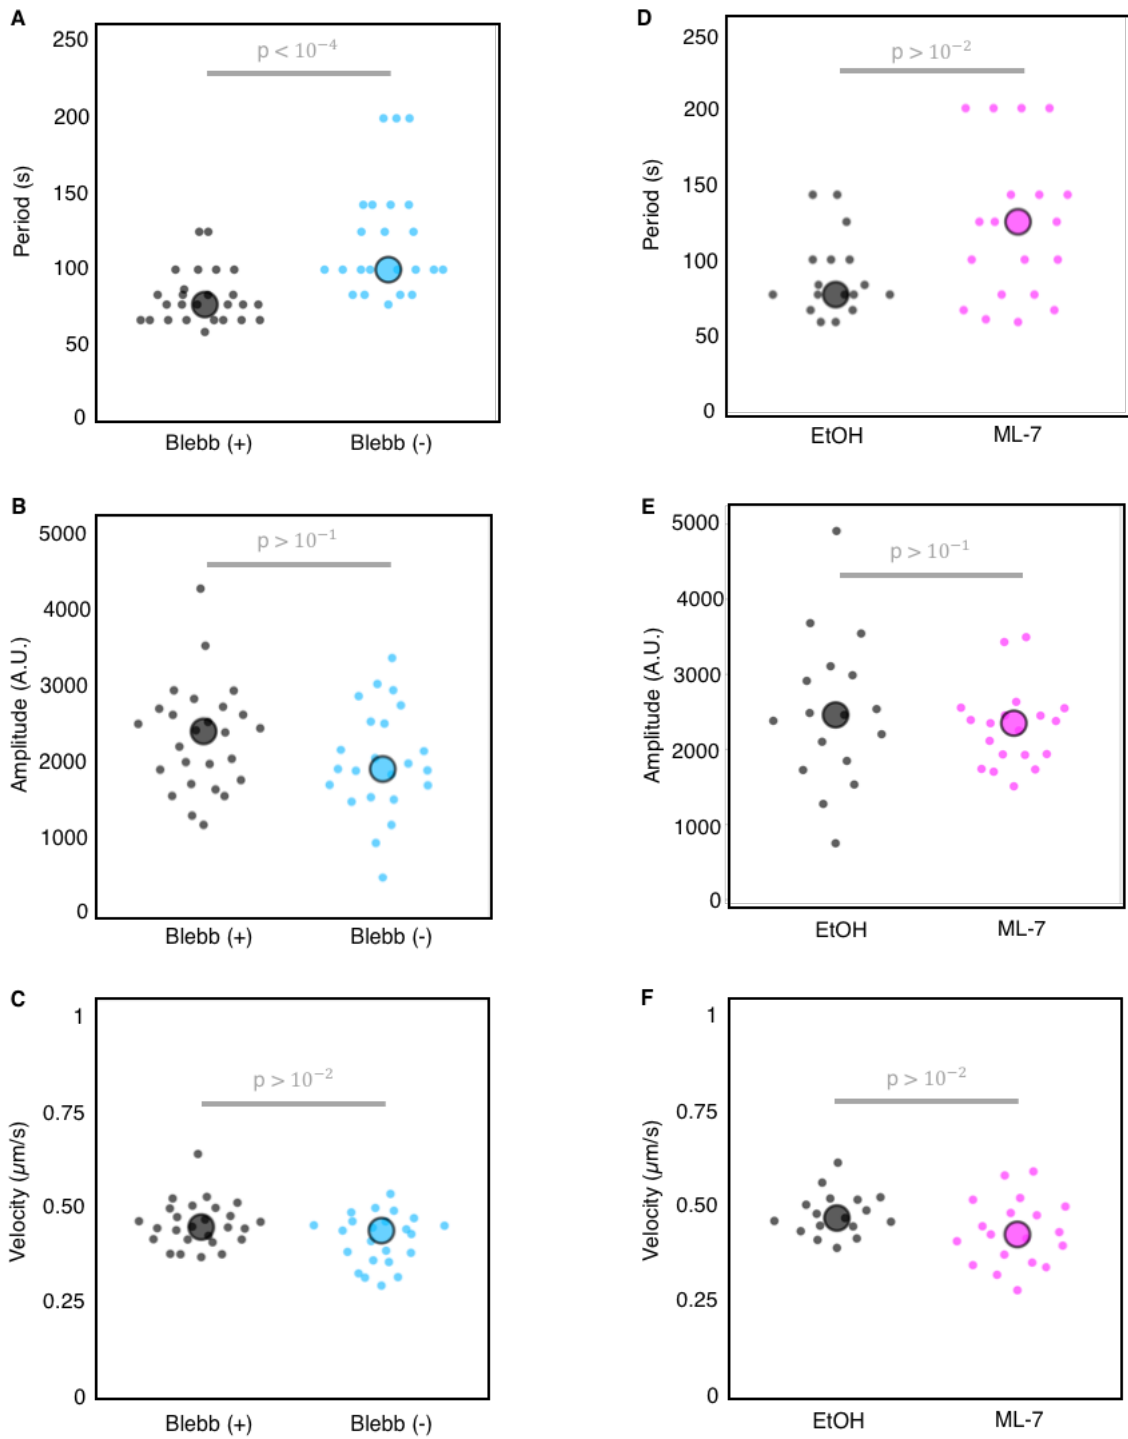 A
p < 10⁻⁴
250
200
150
100
50
0
Period (s)
Blebb (+)
Blebb (-)
D
p > 10⁻²
250
200
150
100
50
0
Period (s)
EtOH
ML-7
B
p > 10⁻¹
5000
4000
3000
2000
1000
0
Amplitude (A.U.)
Blebb (+)
Blebb (-)
E
p > 10⁻¹
5000
4000
3000
2000
1000
0
Amplitude (A.U.)
EtOH
ML-7
C
p > 10⁻²
1
0.75
0.50
0.25
0
Velocity (µm/s)
Blebb (+)
Blebb (-)
F
p > 10⁻²
1
0.75
0.50
0.25
0
Velocity (µm/s)
EtOH
ML-7